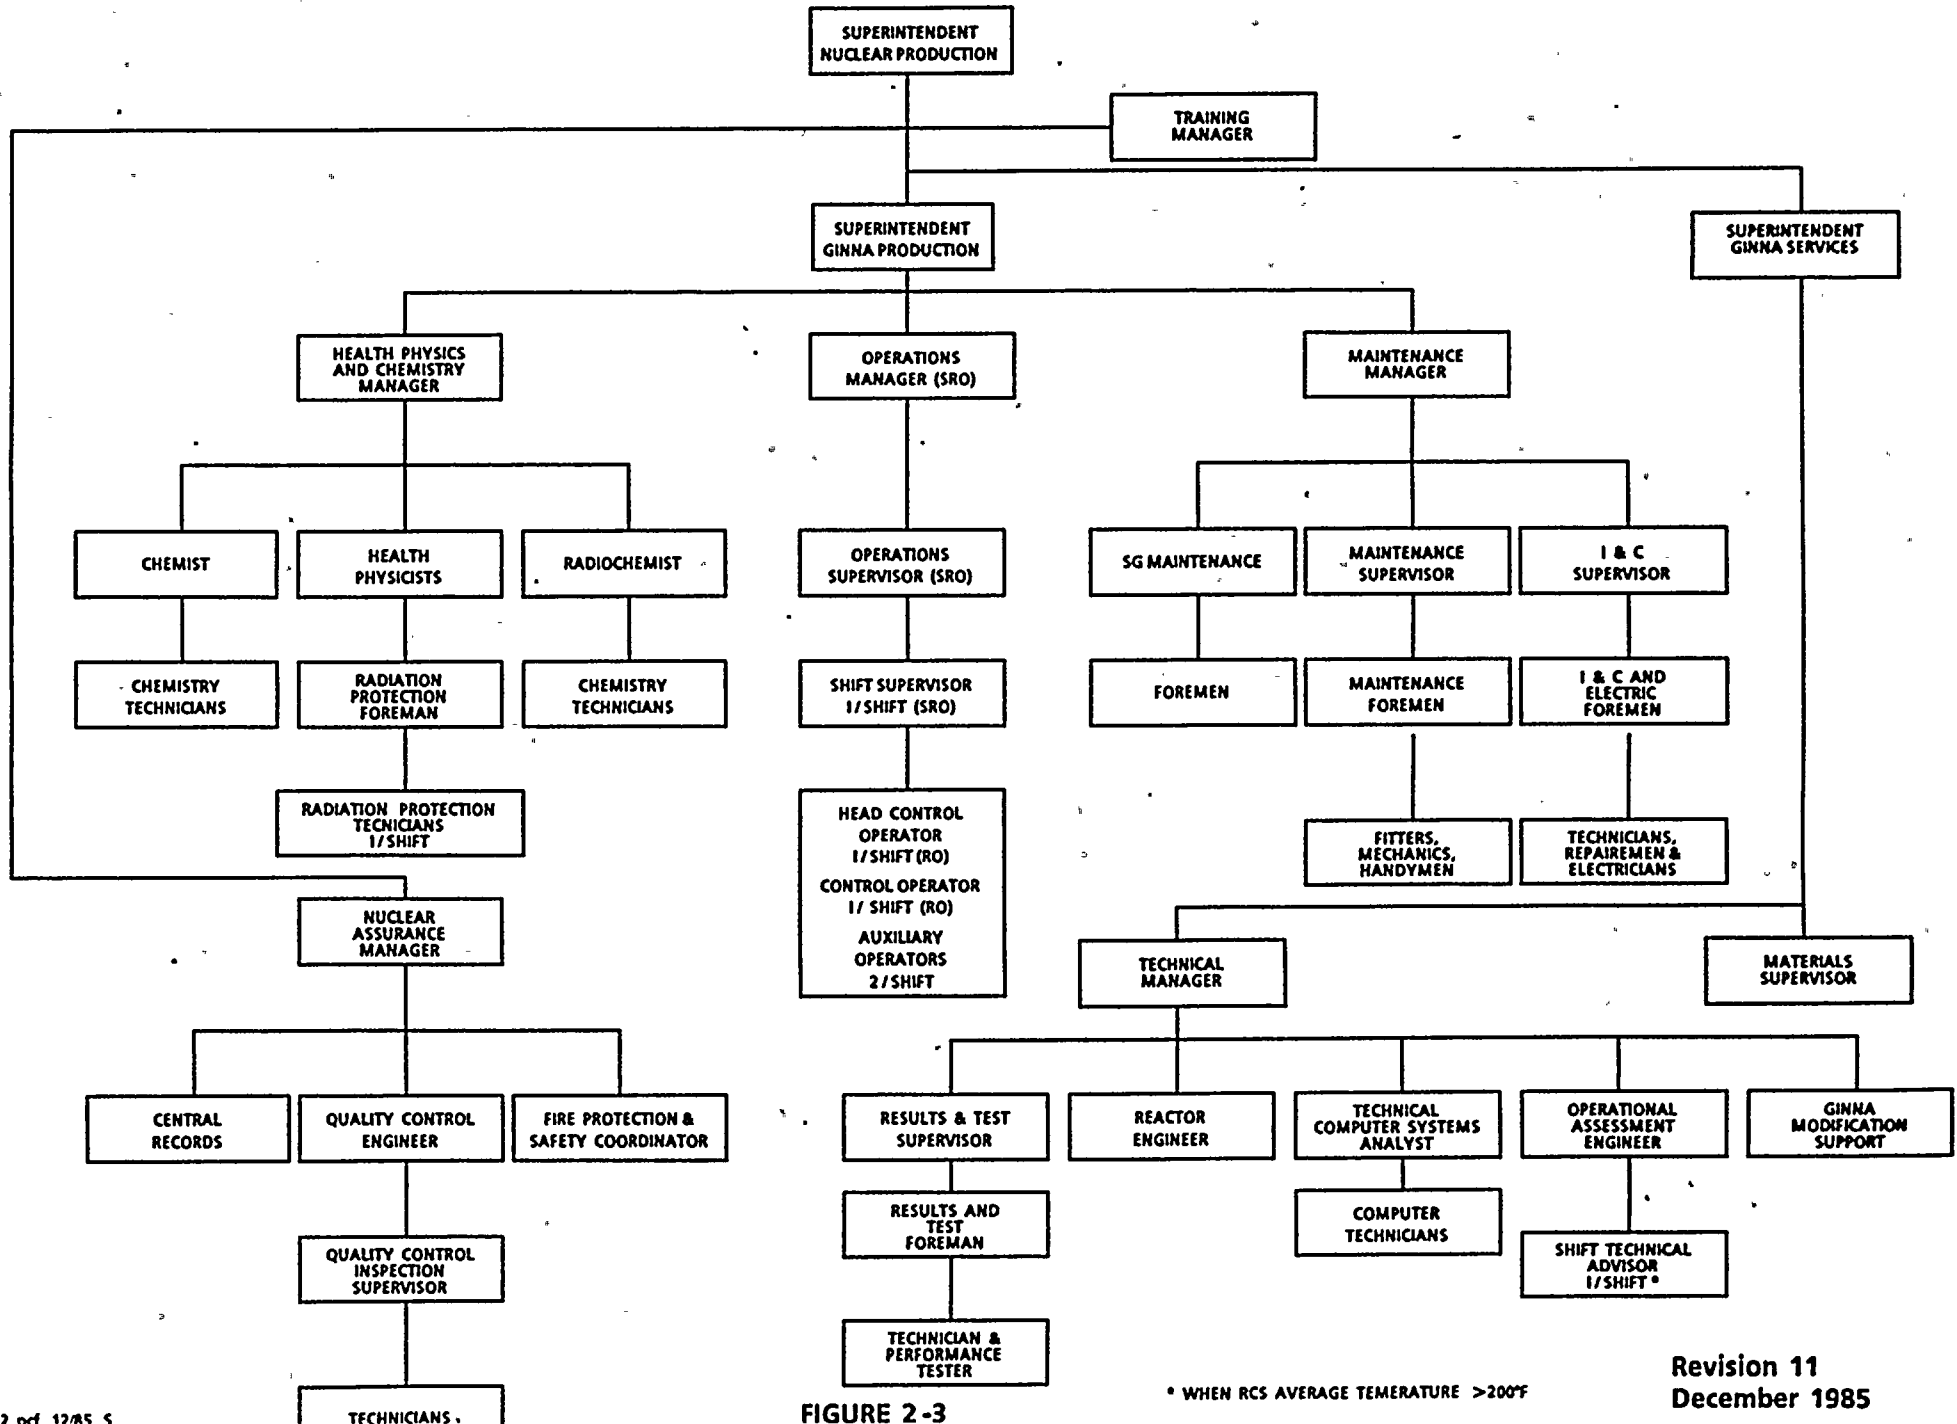 SUPERINTENDENT
NUCLEAR PRODUCTION
TRAINING
MANAGER
SUPERINTENDENT
GINNA PRODUCTION
SUPERINTENDENT
GINNA SERVICES
HEALTH PHYSICS
AND CHEMISTRY
MANAGER
OPERATIONS
MANAGER (SRO)
MAINTENANCE
MANAGER
CHEMIST
HEALTH
PHYSICISTS
RADIOCHEMIST
OPERATIONS
SUPERVISOR (SRO)
SG MAINTENANCE
MAINTENANCE
SUPERVISOR
I & C
SUPERVISOR
CHEMISTRY
TECHNICIANS
RADIATION
PROTECTION
FOREMAN
CHEMISTRY
TECHNICIANS
SHIFT SUPERVISOR
I/SHIFT (SRO)
FOREMEN
MAINTENANCE
FOREMEN
I & C AND
ELECTRIC
FOREMEN
RADIATION PROTECTION
TECNICIANS
I/SHIFT
HEAD CONTROL
OPERATOR
I/SHIFT (RO)
CONTROL OPERATOR
I/ SHIFT (RO)
AUXILIARY
OPERATORS
2/SHIFT
FITTERS,
MECHANICS,
HANDYMEN
TECHNICIANS,
REPAIREMEN &
ELECTRICIANS
NUCLEAR
ASSURANCE
MANAGER
TECHNICAL
MANAGER
MATERIALS
SUPERVISOR
CENTRAL
RECORDS
QUALITY CONTROL
ENGINEER
FIRE PROTECTION &
SAFETY COORDINATOR
RESULTS & TEST
SUPERVISOR
REACTOR
ENGINEER
TECHNICAL
COMPUTER SYSTEMS
ANALYST
OPERATIONAL
ASSESSMENT
ENGINEER
GINNA
MODIFICATION
SUPPORT
RESULTS AND
TEST
FOREMAN
COMPUTER
TECHNICIANS
QUALITY CONTROL
INSPECTION
SUPERVISOR
SHIFT TECHNICAL
ADVISOR
I/SHIFT *
TECHNICIAN &
PERFORMANCE
TESTER
TECHNICIANS,
* WHEN RCS AVERAGE TEMERATURE >200°F
Revision 11
December 1985
FIGURE 2-3
12/85